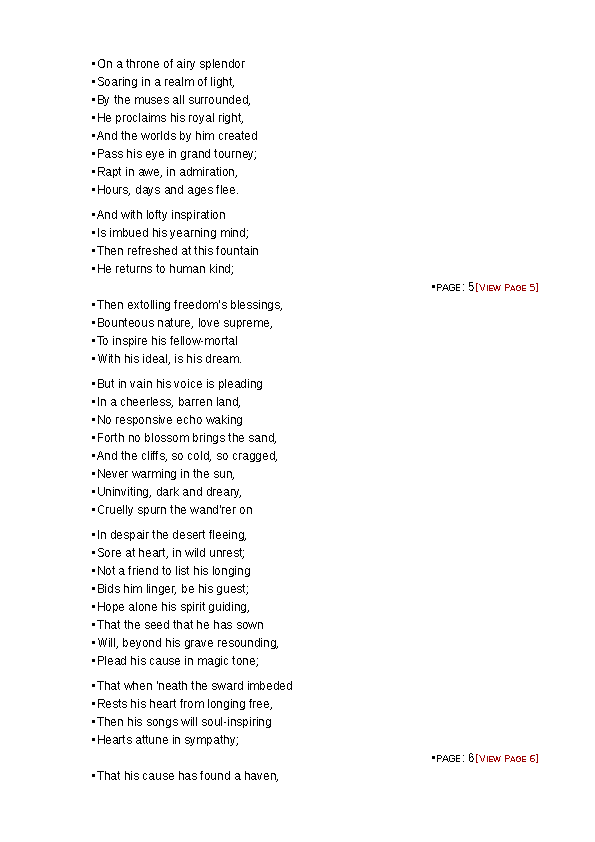 •On a throne of airy splendor
•Soaring in a realm of light,
•By the muses all surrounded,
•He proclaims his royal right,
•And the worlds by him created
•Pass his eye in grand tourney;
•Rapt in awe, in admiration,
•Hours, days and ages flee.
•And with lofty inspiration
•Is imbued his yearning mind;
•Then refreshed at this fountain
•He returns to human kind;
•PAGE: 5[VIEW PAGE 5]
•Then extolling freedom's blessings,
•Bounteous nature, love supreme,
•To inspire his fellow-mortal
•With his ideal, is his dream.
•But in vain his voice is pleading
•In a cheerless, barren land,
•No responsive echo waking
•Forth no blossom brings the sand,
•And the cliffs, so cold, so cragged,
•Never warming in the sun,
•Uninviting, dark and dreary,
•Cruelly spurn the wand'rer on
•In despair the desert fleeing,
•Sore at heart, in wild unrest;
•Not a friend to list his longing
•Bids him linger, be his guest;
•Hope alone his spirit guiding,
•That the seed that he has sown
•Will, beyond his grave resounding,
•Plead his cause in magic tone;
•That when 'neath the sward imbeded
•Rests his heart from longing free,
•Then his songs will soul-inspiring
•Hearts attune in sympathy;
•PAGE: 6[VIEW PAGE 6]
•That his cause has found a haven,